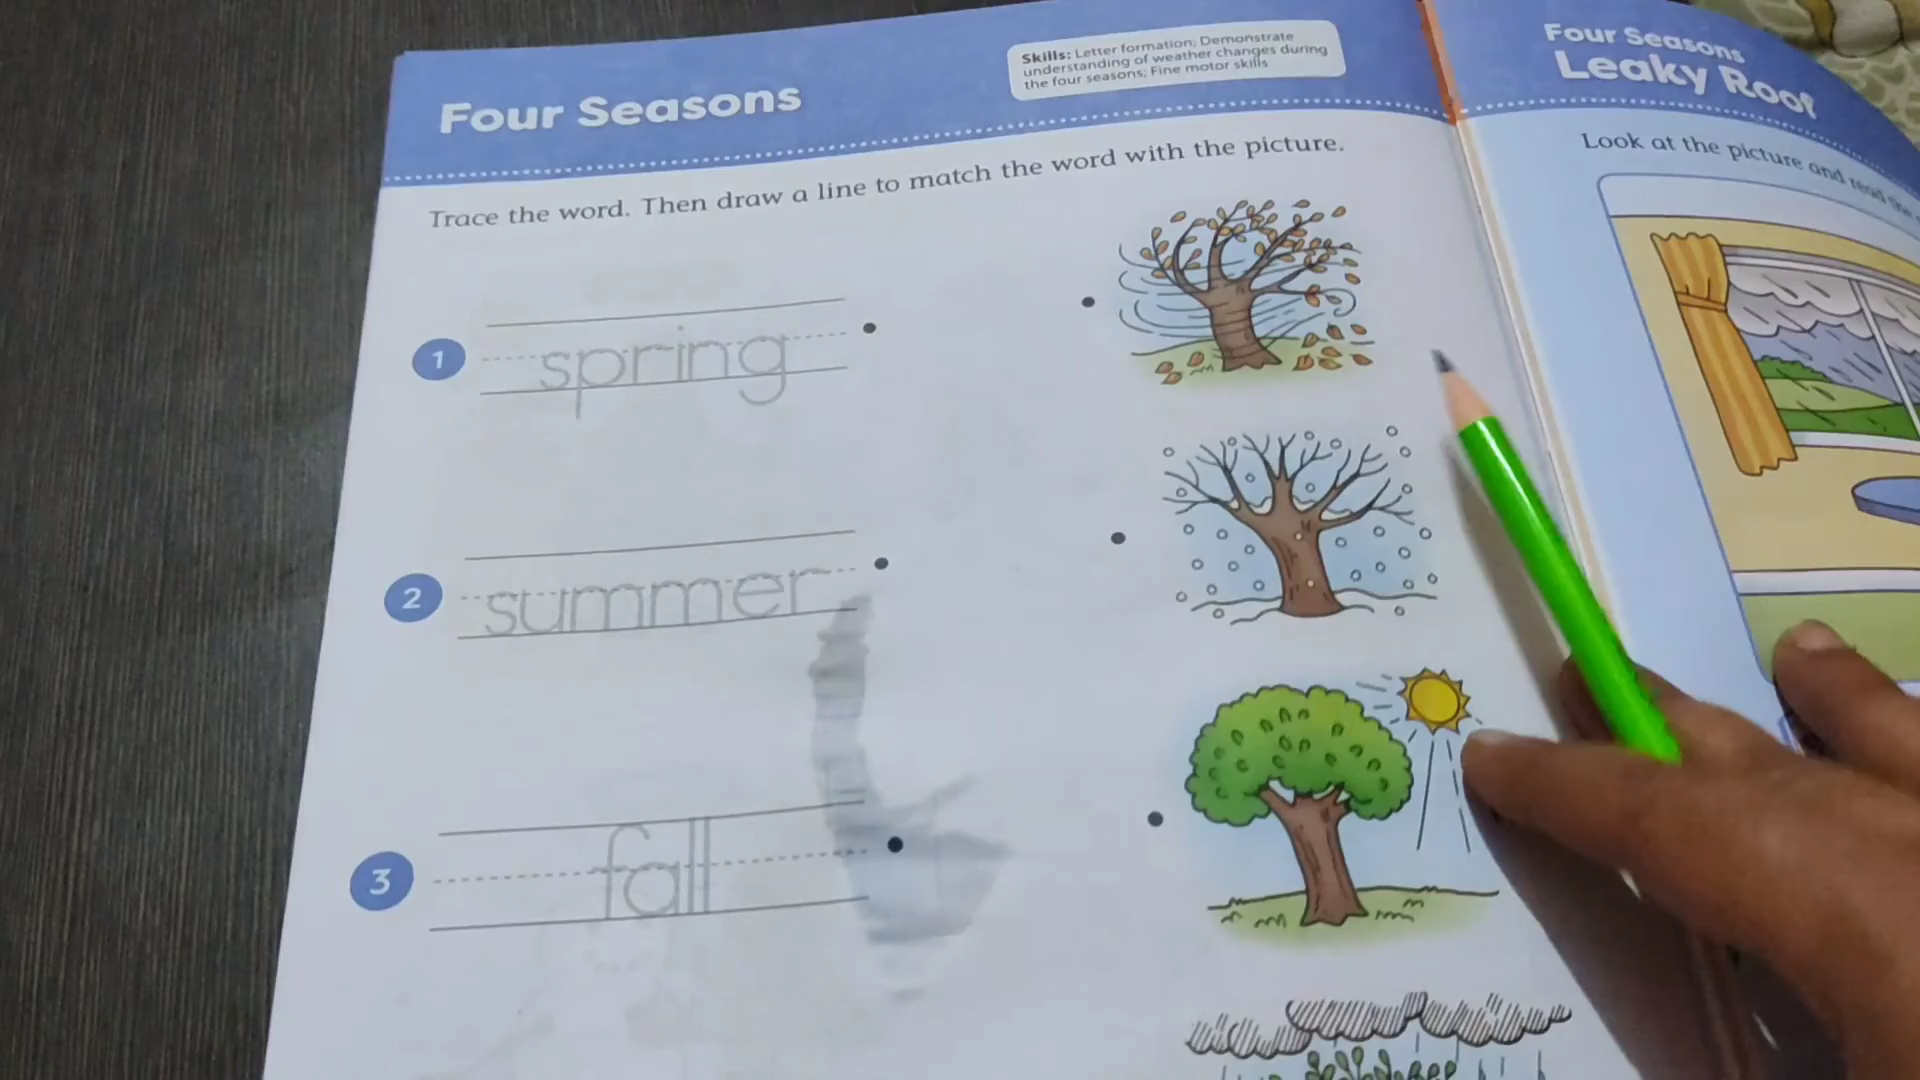 Four Seasons
Skills: Letter formation; Demonstrate
understanding of weather changes during
the four seasons; Fine motor skills
Trace the word. Then draw a line to match the word with the picture.
1 spring
2 summer
3 fall
Four Seasons
Leaky Roof
Look at the picture and read the